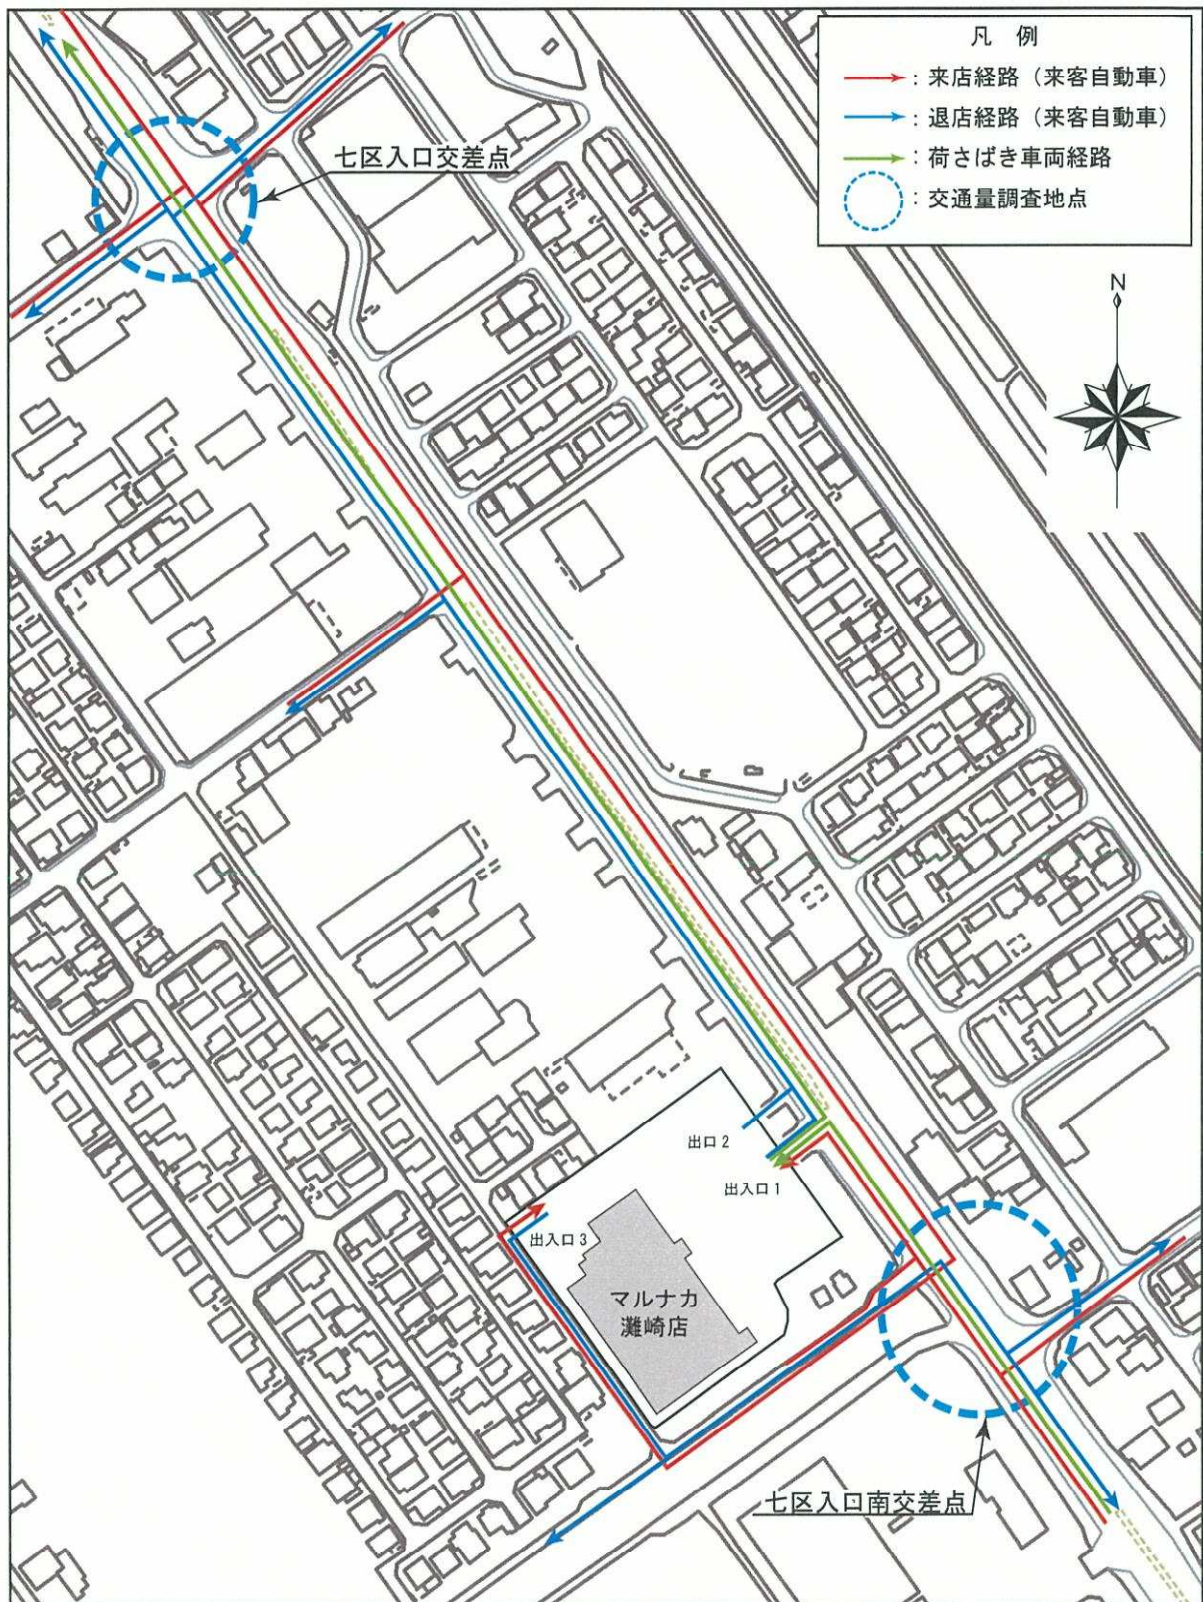 凡 例
: 来店経路（来客自動車）
: 退店経路（来客自動車）
: 荷さばき車両経路
: 交通量調査地点
七区入口交差点
N
出口2
出入口1
出入口3
マルナカ
灘崎店
七区入口南交差点